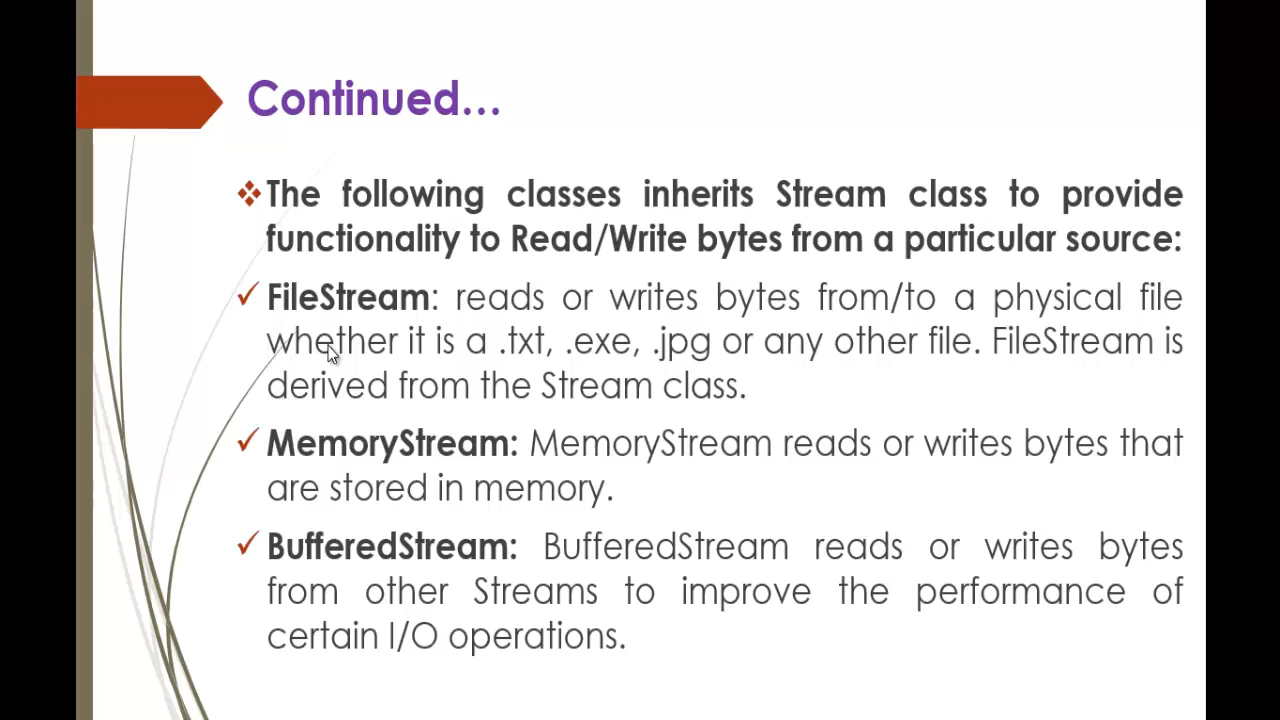 Continued...
The following classes inherits Stream class to provide
functionality to Read/Write bytes from a particular source:
FileStream: reads or writes bytes from/to a physical file
whether it is a .txt, .exe, .jpg or any other file. FileStream is
derived from the Stream class.
MemoryStream: MemoryStream reads or writes bytes that
are stored in memory.
BufferedStream: BufferedStream reads or writes bytes
from other Streams to improve the performance of
certain I/O operations.